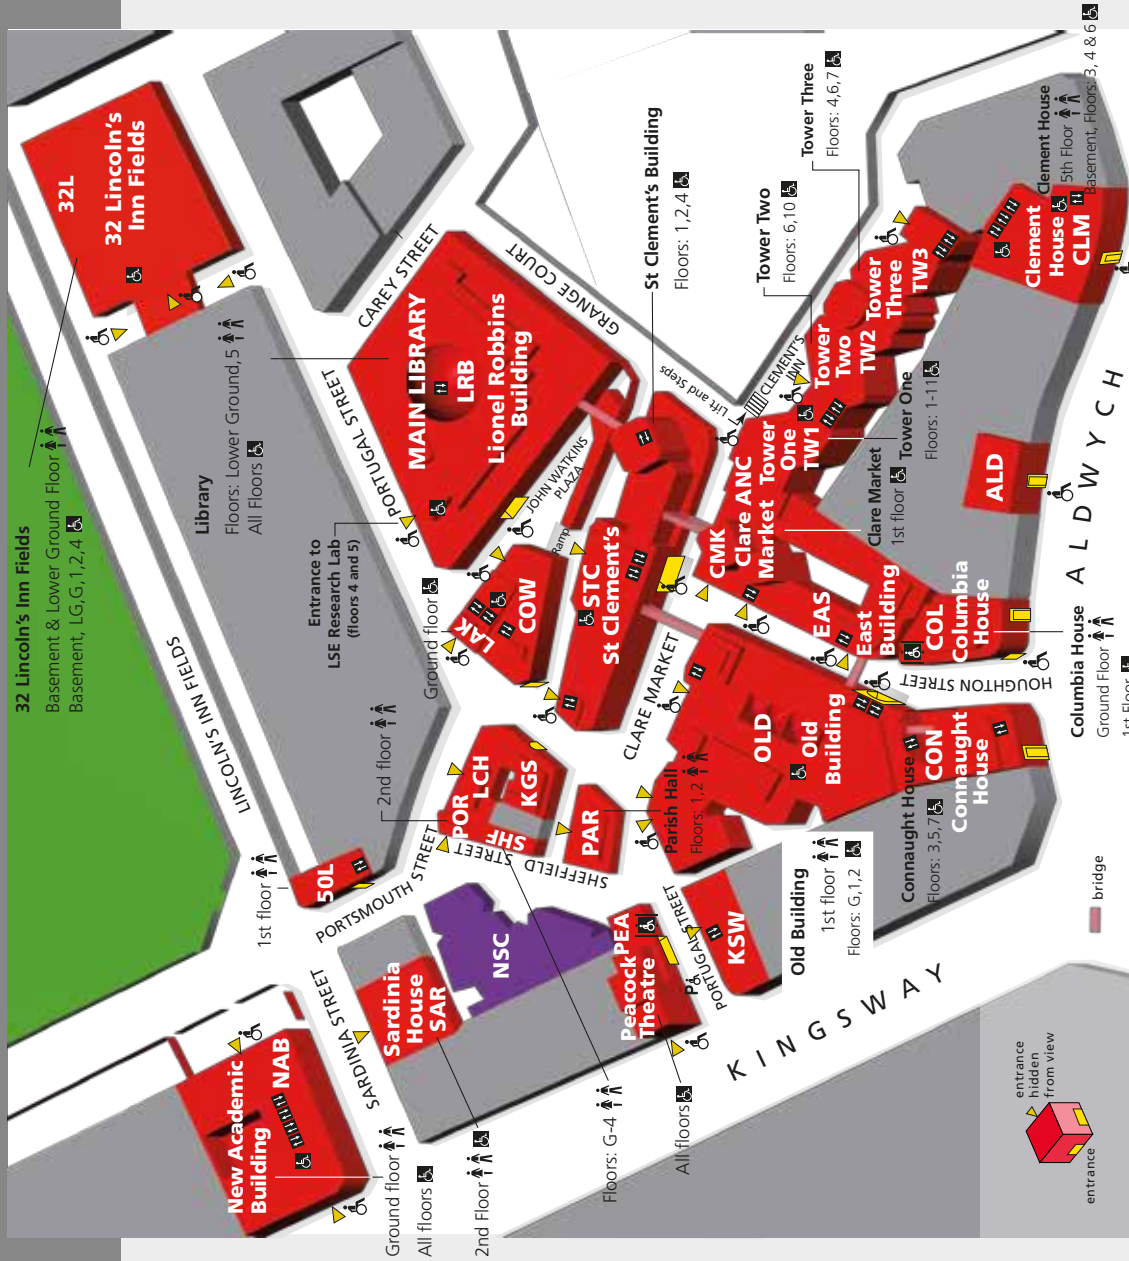 32 Lincoln's Inn Fields
Basement & Lower Ground Floor
Basement, LG,G,1,2,4
32L
32 Lincoln's
Inn Fields
LINCOLN'S INN FIELDS
Library
Floors: Lower Ground,5
All Floors
CAREY STREET
PORTUGAL STREET
GRANGE COURT
MAIN LIBRARY
LRB
Lionel Robbins
Building
Entrance to
LSE Research Lab
(floors 4 and 5)
JOHN WATKINS
PLAZA
Ramp
St Clement's Building
Floors: 1,2,4
Tower Two
Floors: 6,10
Tower Three
Floors: 4,6,7
Lift and Steps
CLEMENT'S
INN
Ground floor
LAK
COW
STC
St Clement's
CLARE MARKET
CMK
Clare
Market
ANC
Tower
One
TW1
Tower
Two
TW2
Tower
Three
TW3
Clement House
5th Floor
Basement, Floors: 3, 4 & 6
Clement
House
CLM
Clare Market
1st floor
Tower One
Floors: 1-11
ALD
ALDWYCH
EAS
East
Building
COL
Columbia
House
HOUGHTON STREET
Columbia House
Ground Floor
1st Floor
2nd floor
POR
LCH
KGS
SHF
SHEFFIELD STREET
PAR
Parish Hall
Floors: 1,2
OLD
Old
Building
CON
Connaught
House
Connaught House
Floors: 3,5,7
Old Building
1st floor
Floors: G,1,2
1st floor
50L
PORTSMOUTH STREET
NSC
PEA
Peacock
Theatre
PORTUGAL STREET
KSW
KINGSWAY
SARDINIA STREET
Sardinia
House
SAR
New Academic
Building
NAB
Ground floor
All floors
2nd Floor
Floors: G-4
All floors
bridge
entrance
hidden
from view
entrance